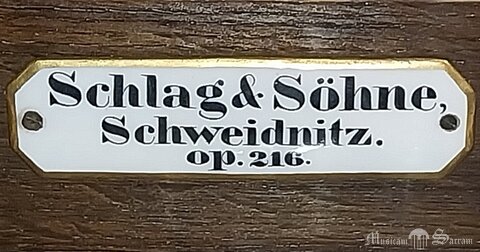 Schlag & Söhne,
Schweidnitz.
op. 216.
Musicam Sacram